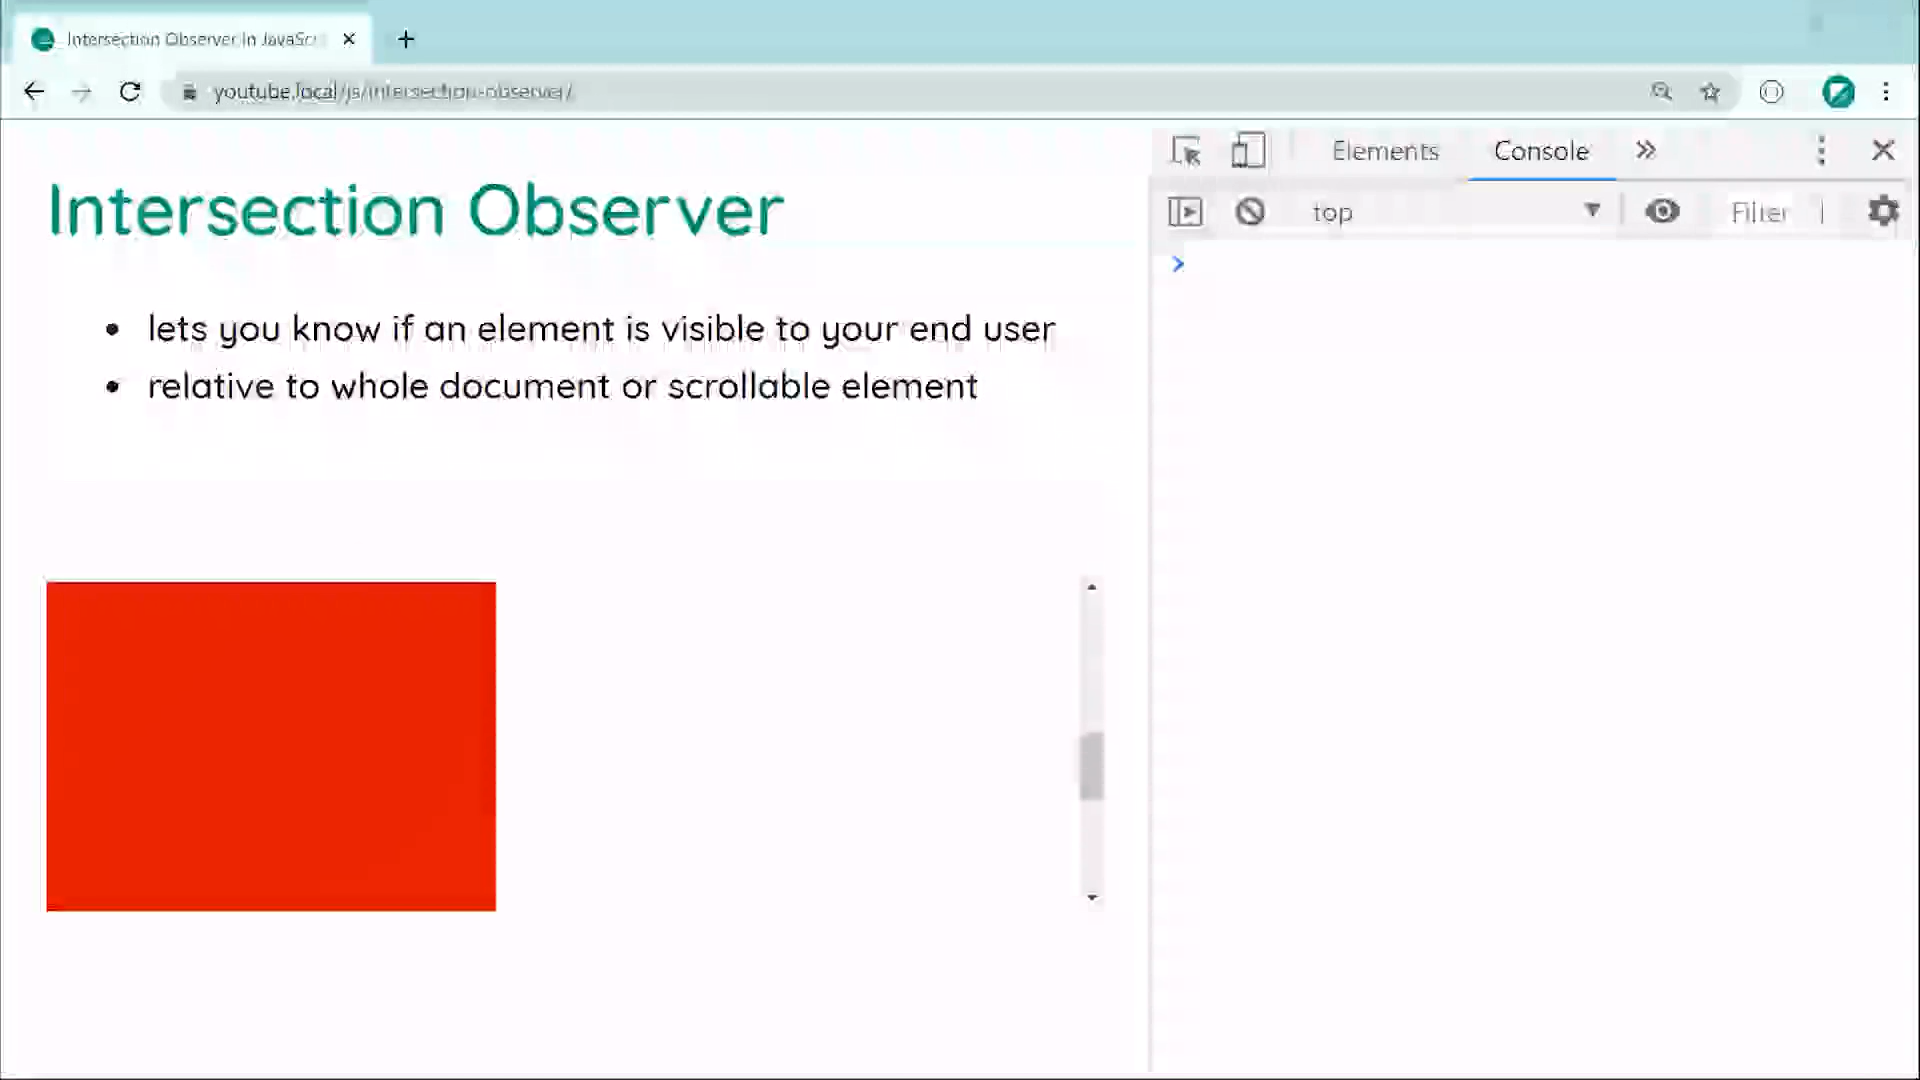 Intersection Observer in JavaScr
youtube.local/js/intersection-observer/
Elements
Console
top
Filter
Intersection Observer
lets you know if an element is visible to your end user
relative to whole document or scrollable element